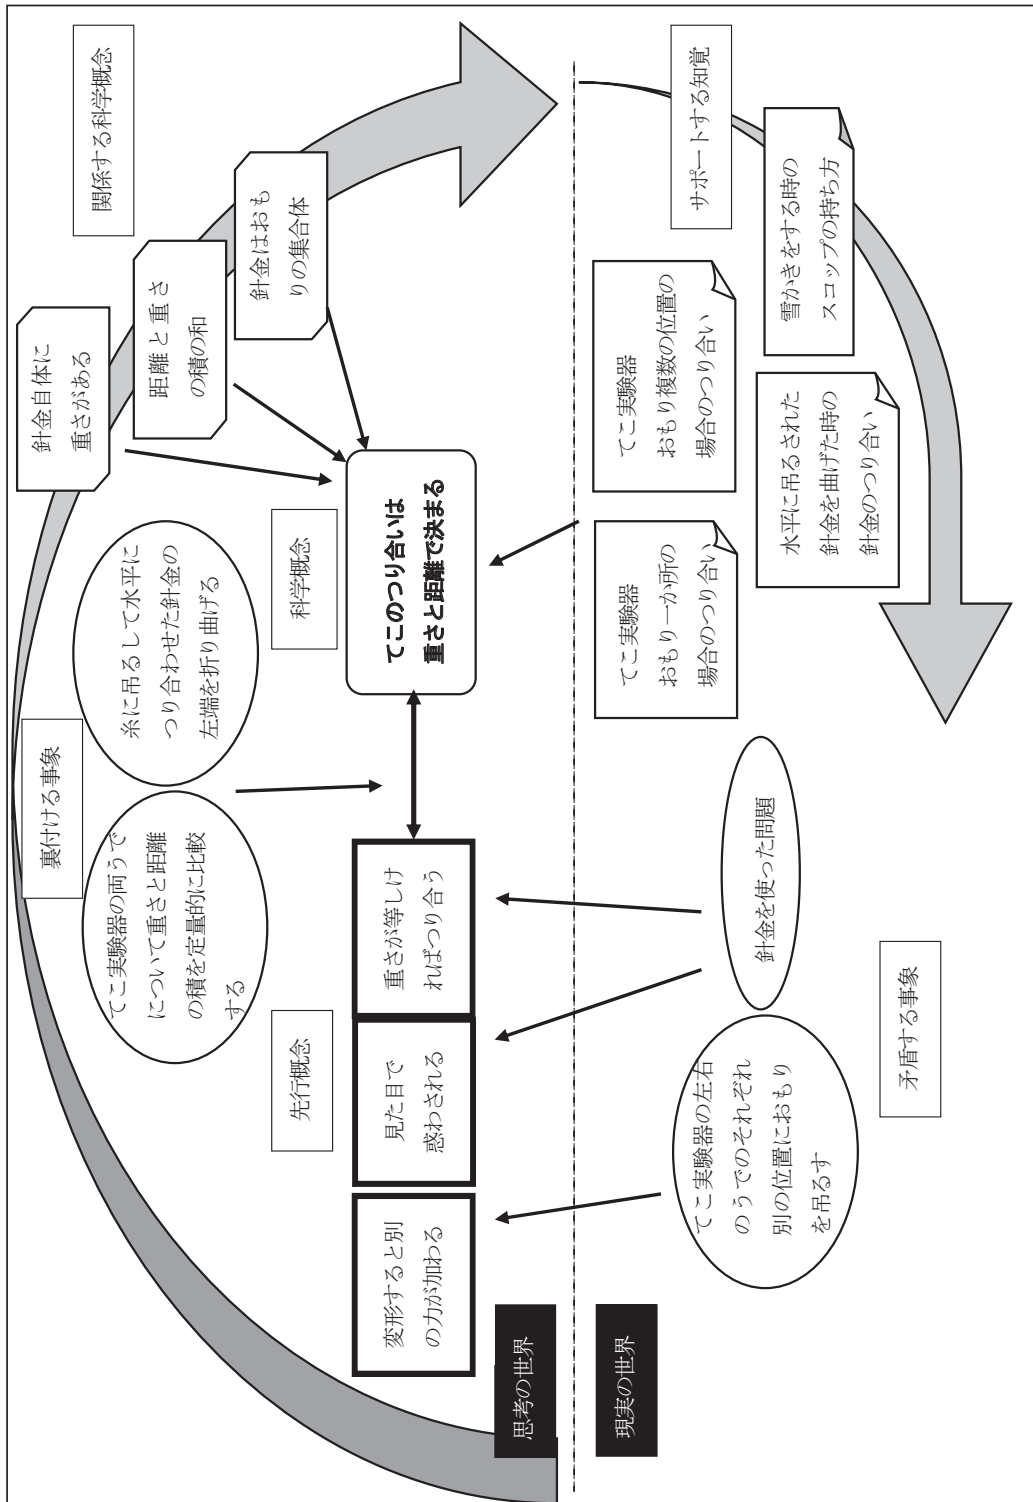 裏付ける事象
針金自体に
重さがある
関係する科学概念
てこ実験器の両うで
について重さと距離
の積を定量的に比較
する
糸に吊るして水平に
つり合わせた針金の
左端を折り曲げる
距離と重さ
の積の和
針金はおも
りの集合体
先行概念
科学概念
変形すると別
の力が加わる
見た目で
惑わされる
重さが等しけ
ればつり合う
てこのつり合いは
重さと距離で決まる
思考の世界
現実の世界
てこ実験器
おもり一か所の
場合のつり合い
てこ実験器
おもり複数の位置の
場合のつり合い
サポートする知覚
てこ実験器の左右
のうでのそれぞれ
別の位置におもり
を吊るす
針金を使った問題
水平に吊るされた
針金を曲げた時の
針金のつり合い
雪かきをする時の
スコップの持ち方
矛盾する事象